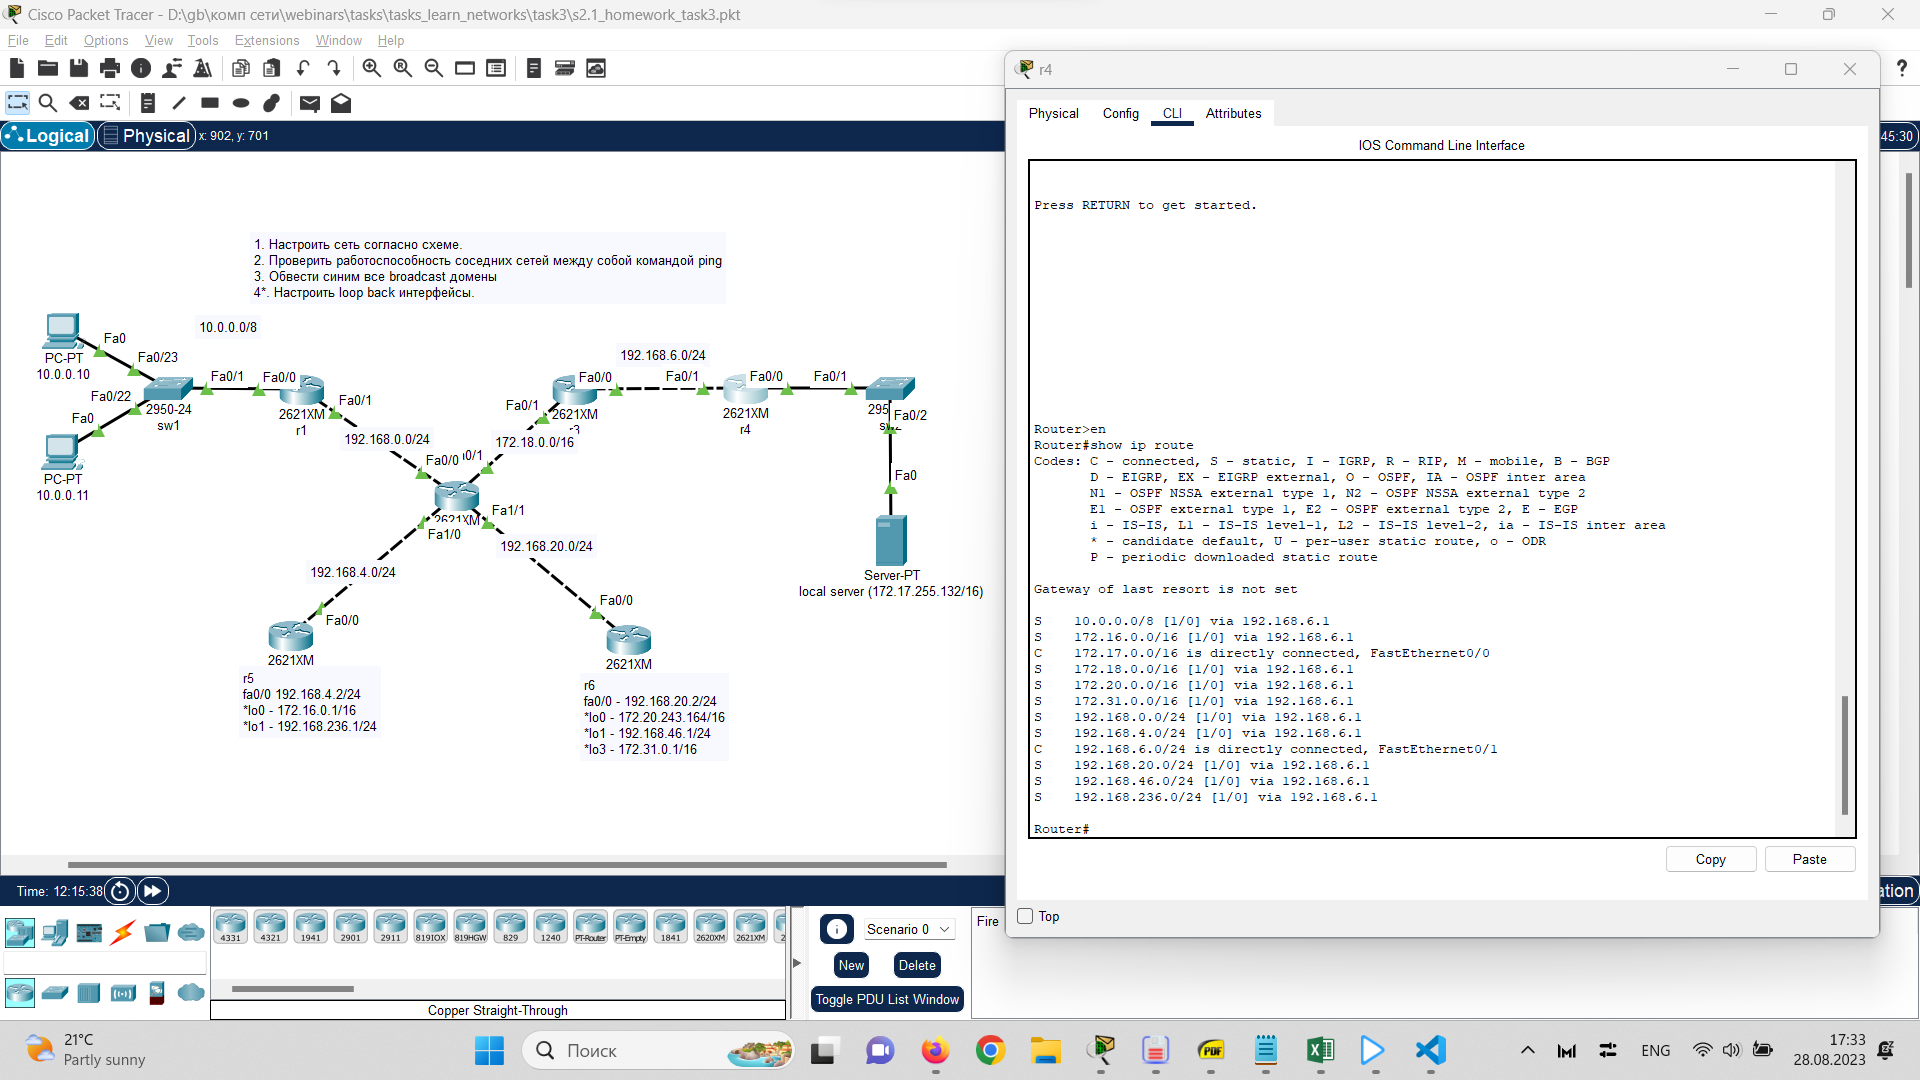 Cisco Packet Tracer - D:\gb\комп сети\webinars\tasks\tasks_learn_networks\task3\s2.1_homework_task3.pkt
File Edit Options View Tools Extensions Window Help
Logical Physical x: 902, y: 701
45:30
1. Настроить сеть согласно схеме.
2. Проверить работоспособность соседних сетей между собой командой ping
3. Обвести синим все broadcast домены
4*. Настроить loop back интерфейсы.
10.0.0.0/8
Fa0
PC-PT
10.0.0.10
Fa0/23
Fa0/22
Fa0
PC-PT
10.0.0.11
2950-24
sw1
Fa0/1
Fa0/0
2621XM
r1
Fa0/1
192.168.0.0/24
Fa0/0
0/1
172.18.0.0/16
Fa0/1
Fa0/0
2621XM
r3
192.168.6.0/24
Fa0/1
Fa0/0
2621XM
r4
Fa0/1
295
Fa0/2
Fa0
Server-PT
local server (172.17.255.132/16)
2621XM
Fa1/1
Fa1/0
192.168.20.0/24
192.168.4.0/24
Fa0/0
2621XM
Fa0/0
2621XM
r5
fa0/0 192.168.4.2/24
*lo0 - 172.16.0.1/16
*lo1 - 192.168.236.1/24
r6
fa0/0 - 192.168.20.2/24
*lo0 - 172.20.243.164/16
*lo1 - 192.168.46.1/24
*lo3 - 172.31.0.1/16
r4
Physical Config CLI Attributes
IOS Command Line Interface
Press RETURN to get started.
Router>en
Router#show ip route
Codes: C - connected, S - static, I - IGRP, R - RIP, M - mobile, B - BGP
D - EIGRP, EX - EIGRP external, O - OSPF, IA - OSPF inter area
N1 - OSPF NSSA external type 1, N2 - OSPF NSSA external type 2
E1 - OSPF external type 1, E2 - OSPF external type 2, E - EGP
i - IS-IS, L1 - IS-IS level-1, L2 - IS-IS level-2, ia - IS-IS inter area
* - candidate default, U - per-user static route, o - ODR
P - periodic downloaded static route
Gateway of last resort is not set
S 10.0.0.0/8 [1/0] via 192.168.6.1
S 172.16.0.0/16 [1/0] via 192.168.6.1
C 172.17.0.0/16 is directly connected, FastEthernet0/0
S 172.18.0.0/16 [1/0] via 192.168.6.1
S 172.20.0.0/16 [1/0] via 192.168.6.1
S 172.31.0.0/16 [1/0] via 192.168.6.1
S 192.168.0.0/24 [1/0] via 192.168.6.1
S 192.168.4.0/24 [1/0] via 192.168.6.1
C 192.168.6.0/24 is directly connected, FastEthernet0/1
S 192.168.20.0/24 [1/0] via 192.168.6.1
S 192.168.46.0/24 [1/0] via 192.168.6.1
S 192.168.236.0/24 [1/0] via 192.168.6.1
Router#
Copy Paste
Top
Time: 12:15:38
ation
4331 4321 1941 2901 2911 819IOX 819HGW 829 1240 PT-Router PT-Empty 1841 2620XM 2621XM 2
Copper Straight-Through
Scenario 0
New Delete
Toggle PDU List Window
Fire
21°C
Partly sunny
Поиск
PDF
ENG
17:33
28.08.2023